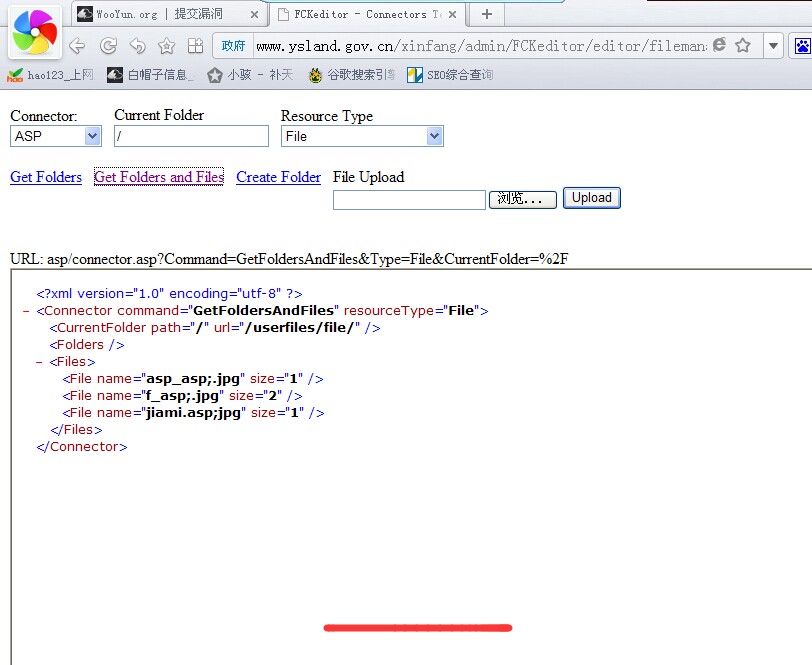 WooYun.org | 提交漏洞
FCKeditor - Connectors Te
政府 www.ysland.gov.cn/xinfang/admin/FCKeditor/editor/fileman
hao123_上网 白帽子信息_ 小骇 - 补天 谷歌搜索引擎 SEO综合查询
Connector: Current Folder Resource Type
ASP / File
Get Folders Get Folders and Files Create Folder File Upload
浏览... Upload
URL: asp/connector.asp?Command=GetFoldersAndFiles&Type=File&CurrentFolder=%2F
<?xml version="1.0" encoding="utf-8" ?>
- <Connector command="GetFoldersAndFiles" resourceType="File">
<CurrentFolder path="/" url="/userfiles/file/" />
<Folders />
- <Files>
<File name="asp_asp;.jpg" size="1" />
<File name="f_asp;.jpg" size="2" />
<File name="jiami.asp;jpg" size="1" />
</Files>
</Connector>